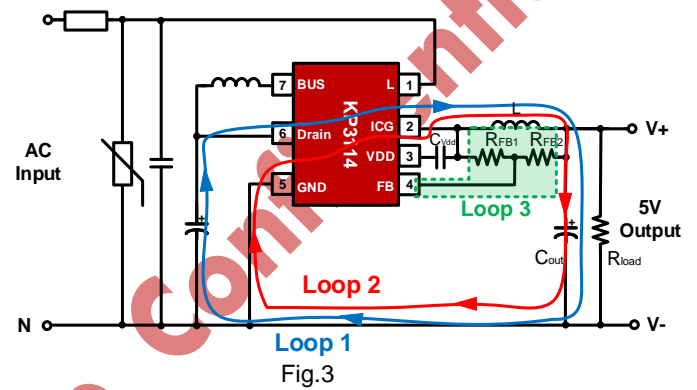 7 BUS L 1
KP3114
6 Drain ICG 2
VDD 3
5 GND FB 4
AC
Input
CVdd
L
RFB1 RFB2
V+
Loop 3
5V
Output
Cout
Rload
Loop 2
N
V-
Loop 1
Fig.3